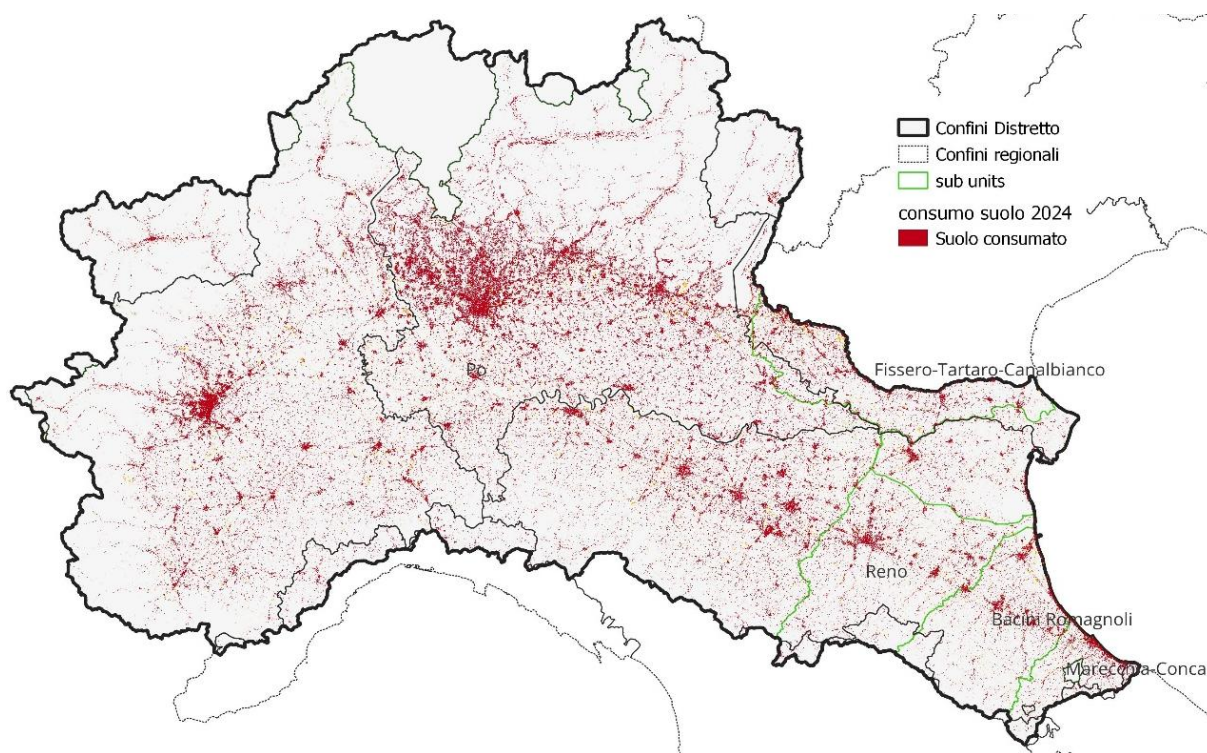 Confini Distretto
Confini regionali
sub units
consumo suolo 2024
Suolo consumato
Fissero-Tartaro-Canalbianco
Po
Reno
Bacini Romagnoli
Marecchia-Conca